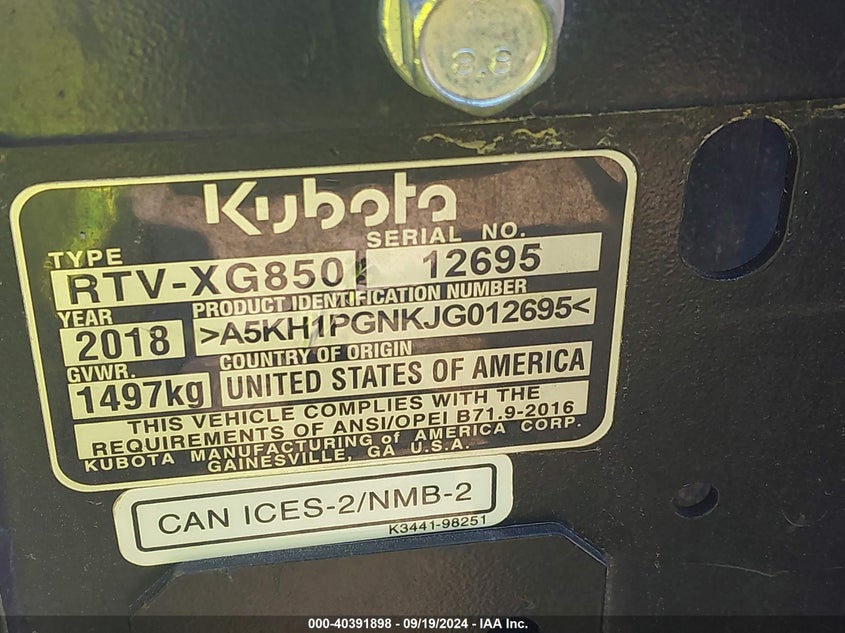 8.8
Kubota
TYPE SERIAL NO.
RTV-XG850 12695
YEAR PRODUCT IDENTIFICATION NUMBER
2018 >A5KH1PGNKJG012695<
GVWR. COUNTRY OF ORIGIN
1497kg UNITED STATES OF AMERICA
THIS VEHICLE COMPLIES WITH THE
REQUIREMENTS OF ANSI/OPEI B71.9-2016
KUBOTA MANUFACTURING of AMERICA CORP.
GAINESVILLE, GA U.S.A.
CAN ICES-2/NMB-2
K3441-98251
000-40391898 - 09/19/2024 - IAA Inc.